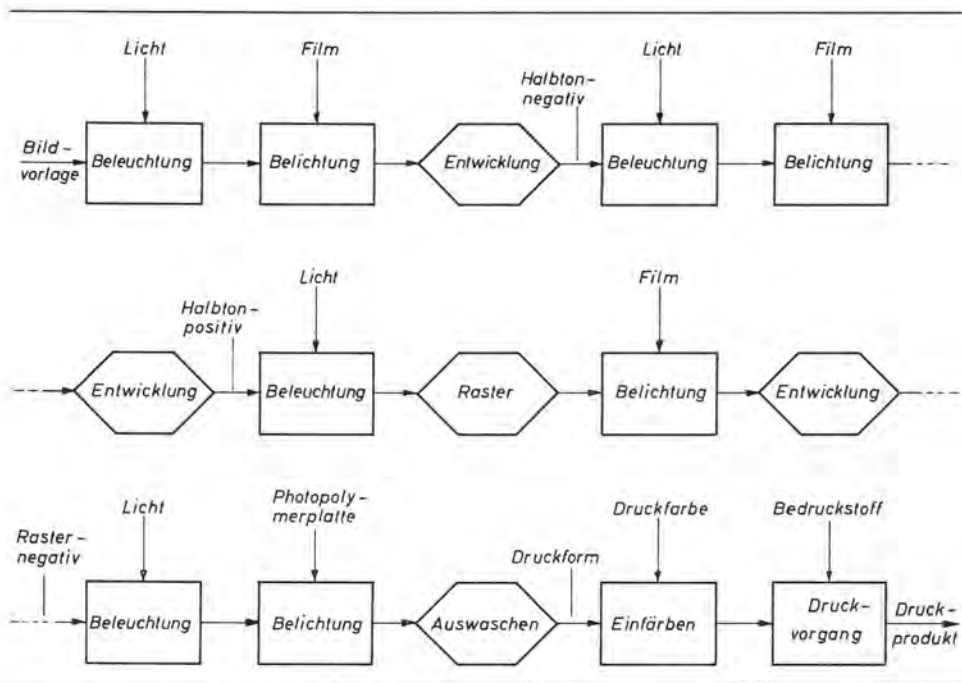 Licht
Film
Halbton-
negativ
Licht
Film
Bild-
vorlage
Beleuchtung
Belichtung
Entwicklung
Beleuchtung
Belichtung
Halbton-
positiv
Licht
Film
Entwicklung
Beleuchtung
Raster
Belichtung
Entwicklung
Raster-
negativ
Licht
Photopoly-
merplatte
Druckform
Druckfarbe
Bedruckstoff
Beleuchtung
Belichtung
Auswaschen
Einfärben
Druck-
vorgang
Druck-
produkt